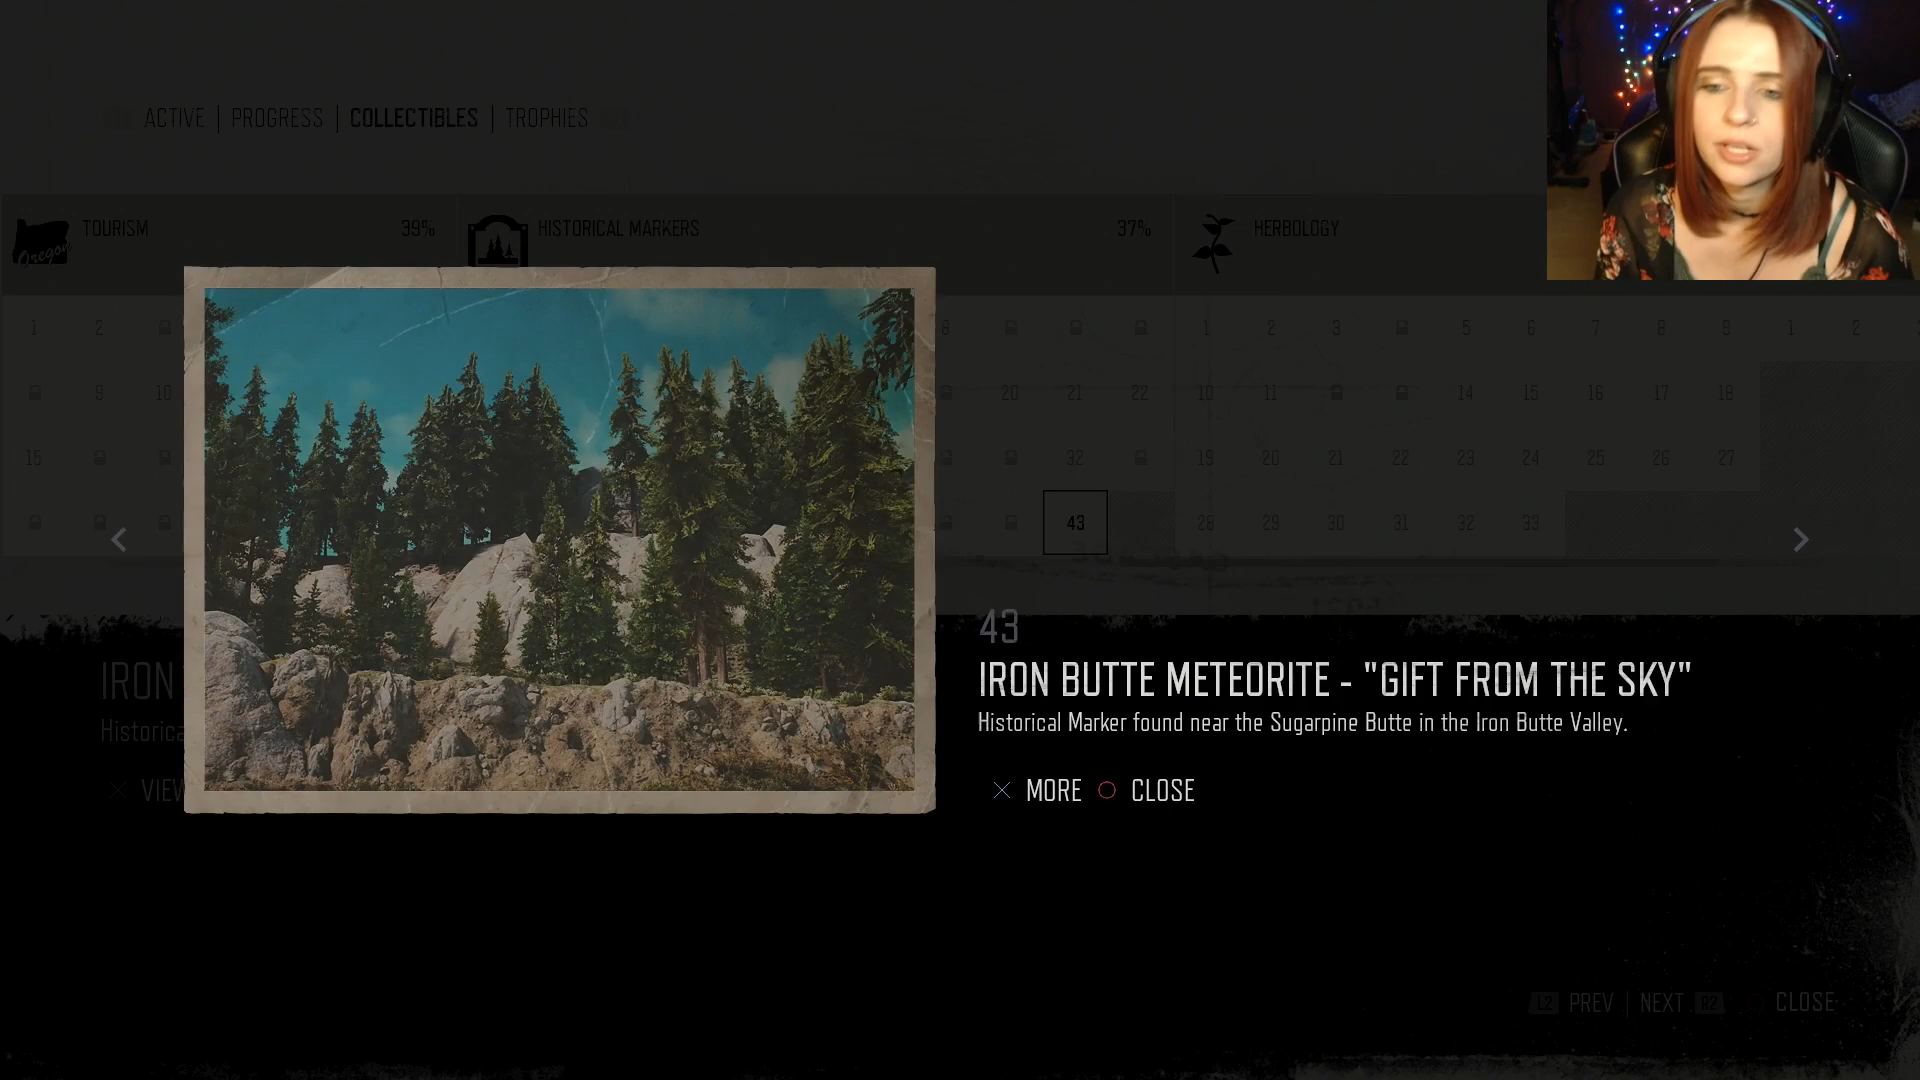 ACTIVE | PROGRESS | COLLECTIBLES | TROPHIES
TOURISM 39% HISTORICAL MARKERS 37% HERBOLOGY
Oregon
1 2 8 1 2 3 5 6 7 8 9 1 2
9 10 20 21 22 10 11 14 15 16 17 18
15 32 19 20 21 22 23 24 25 26 27
43 28 29 30 31 32 33
43
IRON BUTTE METEORITE - "GIFT FROM THE SKY"
Historical Marker found near the Sugarpine Butte in the Iron Butte Valley.
MORE CLOSE
IRON
Historica
VIEW
L2 PREV | NEXT R2 CLOSE